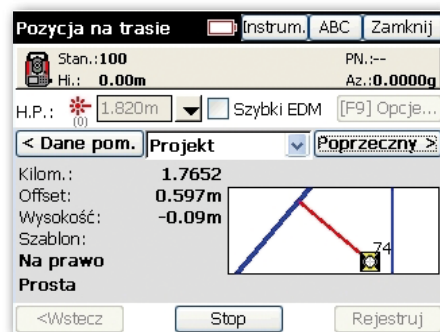 Pozycja na trasie Instrum. ABC Zamknij
Stan.:100 PN.:--
Hi.: 0.00m Az.:0.0000g
H.P.: (0) 1.820m Szybki EDM [F9] Opcje...
< Dane pom. Projekt Poprzeczny >
Kilom.: 1.7652
Offset: 0.597m
Wysokość: -0.09m
Szablon:
Na prawo
Prosta
74
<Wstecz Stop Rejestruj